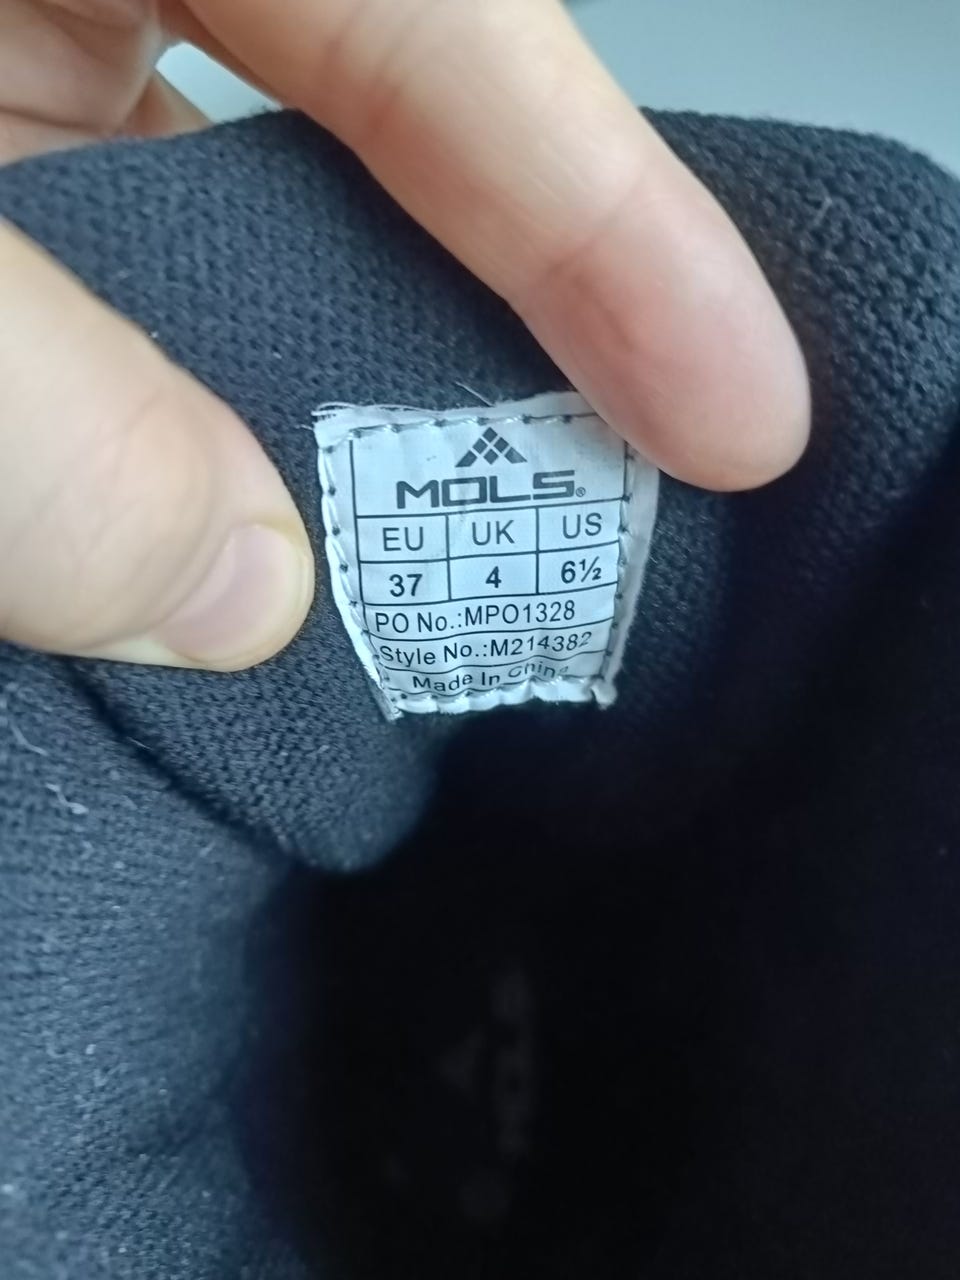 MOLS®
EU UK US
37 4 6½
PO No.:MPO1328
Style No.:M214382
Made In China